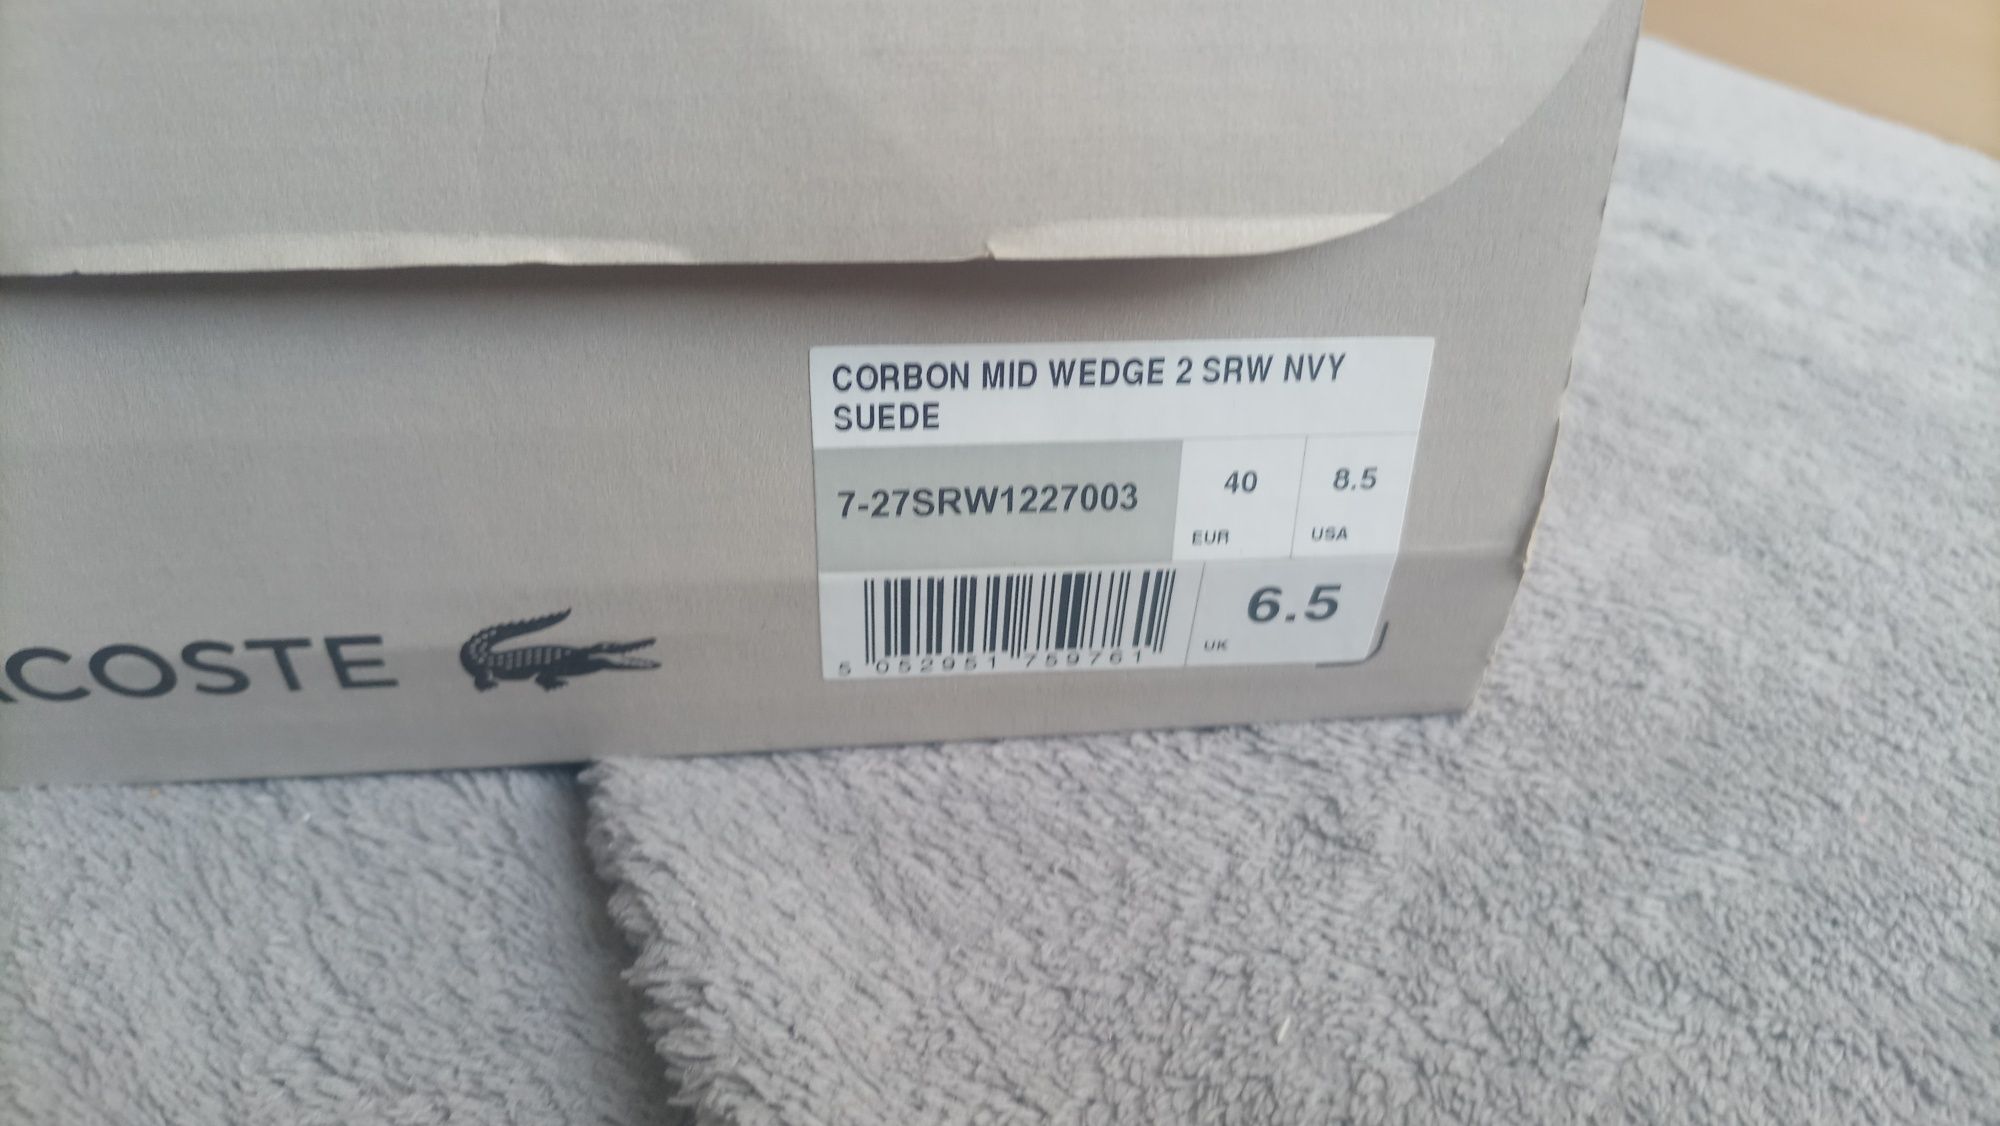 CORBON MID WEDGE 2 SRW NVY
SUEDE
7-27SRW1227003
40
EUR
8.5
USA
6.5
UK
5 052951 759761
ACOSTE